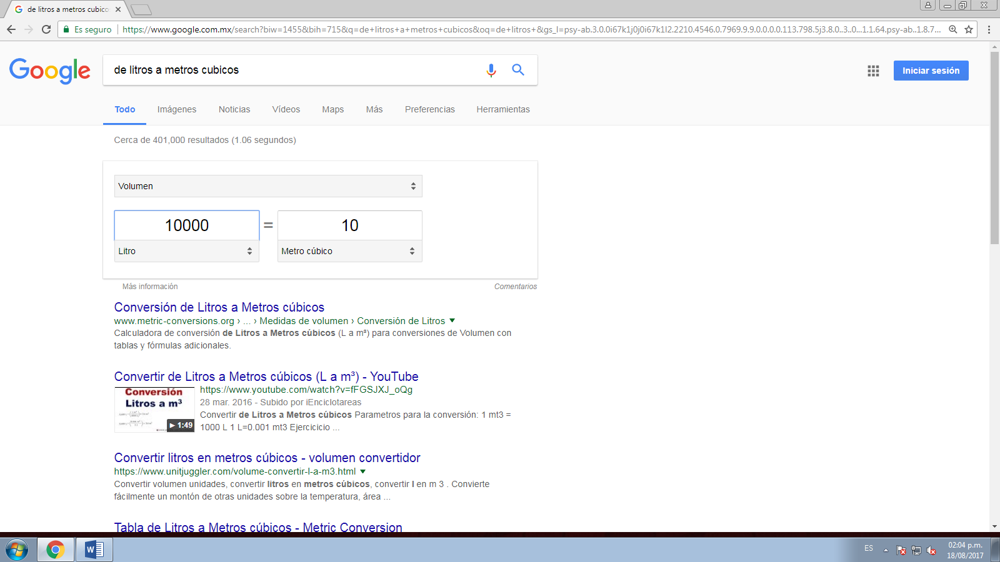 de litros a metros cubico
Es seguro
https://www.google.com.mx/search?biw=1455&bih=715&q=de+litros+a+metros+cubicos&oq=de+litros+&gs_l=psy-ab.3.0.0i67k1j0j0i67k1l2.2210.4546.0.7969.9.9.0.0.0.0.113.798.5j3.8.0..3..0...1.1.64.psy-ab..1.8.7...
Google
de litros a metros cubicos
Iniciar sesión
Todo Imágenes Noticias Vídeos Maps Más Preferencias Herramientas
Cerca de 401,000 resultados (1.06 segundos)
Volumen
10000 = 10
Litro Metro cúbico
Más información Comentarios
Conversión de Litros a Metros cúbicos
www.metric-conversions.org › ... › Medidas de volumen › Conversión de Litros
Calculadora de conversión de Litros a Metros cúbicos (L a m³) para conversiones de Volumen con
tablas y fórmulas adicionales.
Convertir de Litros a Metros cúbicos (L a m³) - YouTube
Conversión
Litros a m³
1:49
https://www.youtube.com/watch?v=fFGSJXJ_oQg
28 mar. 2016 - Subido por iEnciclotareas
Convertir de Litros a Metros cúbicos Parametros para la conversión: 1 mt3 =
1000 L 1 L=0.001 mt3 Ejercicicio ...
Convertir litros en metros cúbicos - volumen convertidor
https://www.unitjuggler.com/volume-convertir-l-a-m3.html
Convertir volumen unidades, convertir litros en metros cúbicos, convertir l en m 3 . Convierte
fácilmente un montón de otras unidades sobre la temperatura, área ...
Tabla de Litros a Metros cúbicos - Metric Conversion
ES
02:04 p.m.
18/08/2017